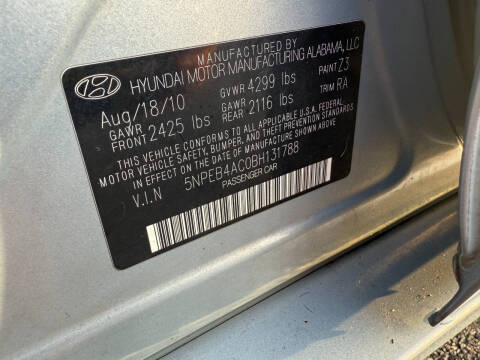 MANUFACTURED BY
HYUNDAI MOTOR MANUFACTURING ALABAMA, LLC
Aug/18/10 GVWR 4299 lbs PAINT Z3
GAWR FRONT 2425 lbs GAWR REAR 2116 lbs TRIM RA
THIS VEHICLE CONFORMS TO ALL APPLICABLE U.S.A. FEDERAL
MOTOR VEHICLE SAFETY, BUMPER, AND THEFT PREVENTION STANDARDS
IN EFFECT ON THE DATE OF MANUFACTURE SHOWN ABOVE.
V.I.N 5NPEB4AC0BH131788
PASSENGER CAR